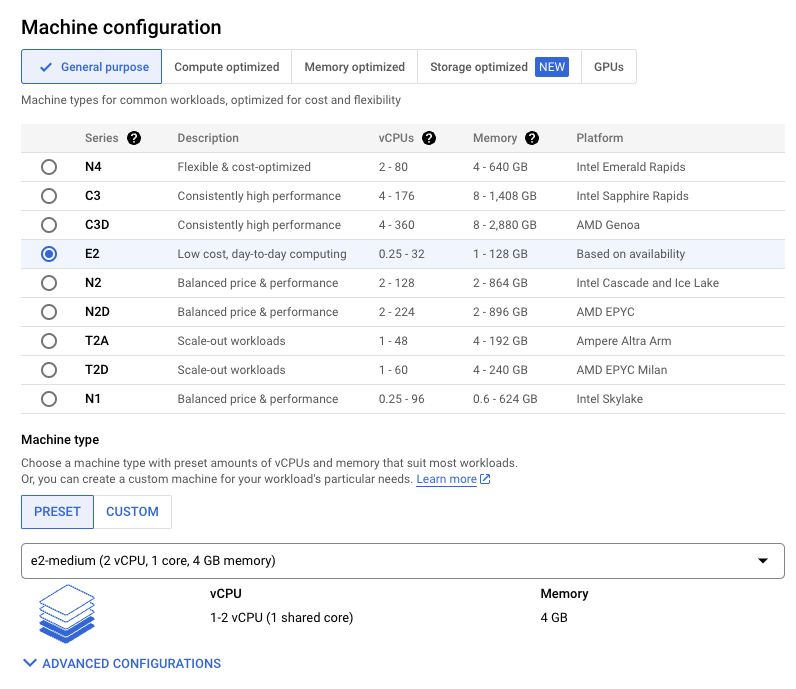 Machine configuration
General purpose Compute optimized Memory optimized Storage optimized NEW GPUs
Machine types for common workloads, optimized for cost and flexibility
Series ? Description vCPUs ? Memory ? Platform
N4 Flexible & cost-optimized 2 - 80 4 - 640 GB Intel Emerald Rapids
C3 Consistently high performance 4 - 176 8 - 1,408 GB Intel Sapphire Rapids
C3D Consistently high performance 4 - 360 8 - 2,880 GB AMD Genoa
E2 Low cost, day-to-day computing 0.25 - 32 1 - 128 GB Based on availability
N2 Balanced price & performance 2 - 128 2 - 864 GB Intel Cascade and Ice Lake
N2D Balanced price & performance 2 - 224 2 - 896 GB AMD EPYC
T2A Scale-out workloads 1 - 48 4 - 192 GB Ampere Altra Arm
T2D Scale-out workloads 1 - 60 4 - 240 GB AMD EPYC Milan
N1 Balanced price & performance 0.25 - 96 0.6 - 624 GB Intel Skylake
Machine type
Choose a machine type with preset amounts of vCPUs and memory that suit most workloads.
Or, you can create a custom machine for your workload's particular needs. Learn more
PRESET CUSTOM
e2-medium (2 vCPU, 1 core, 4 GB memory)
vCPU Memory
1-2 vCPU (1 shared core) 4 GB
ADVANCED CONFIGURATIONS